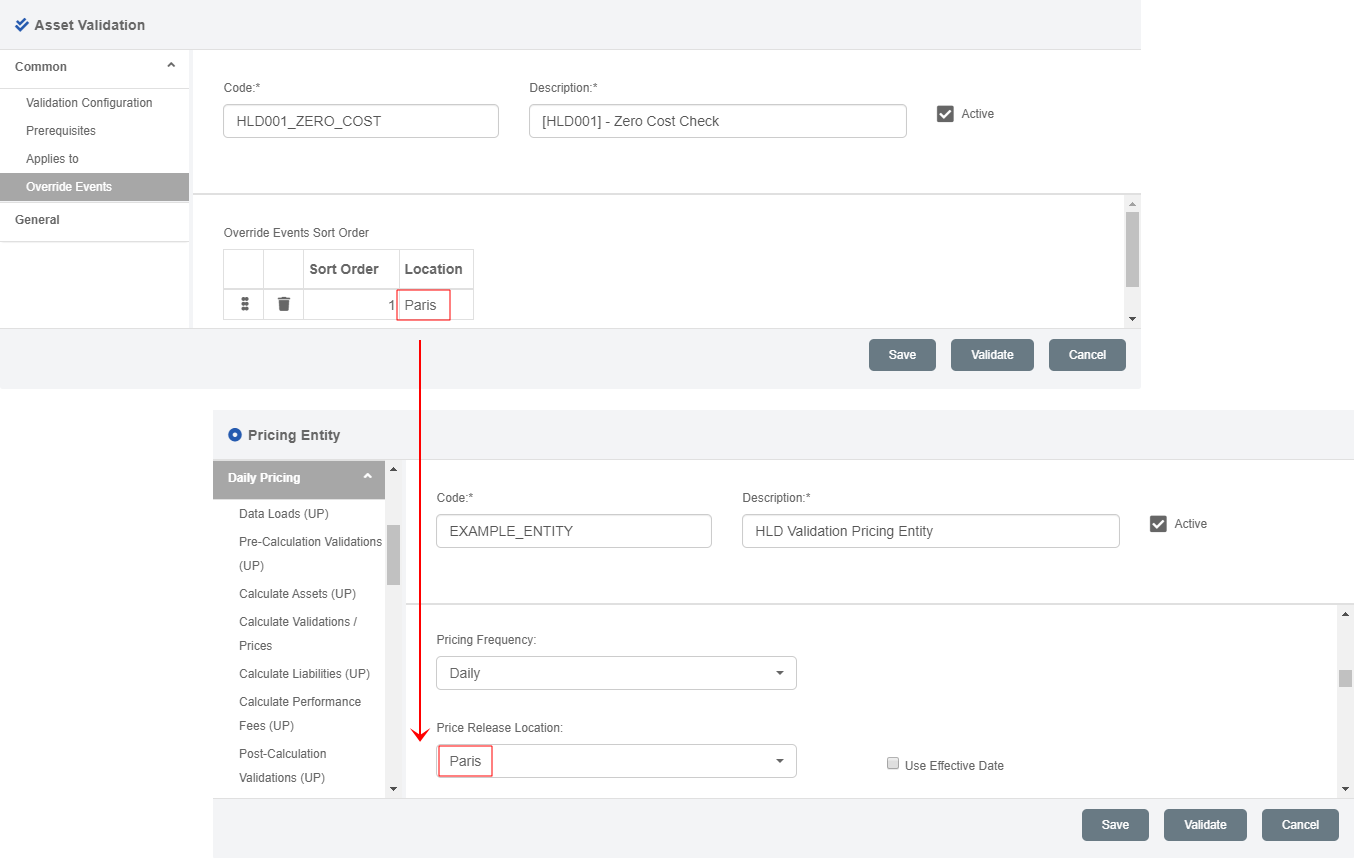 Asset Validation
Common
Validation Configuration
Prerequisites
Applies to
Override Events
General
Code:*
Description:*
HLD001_ZERO_COST
[HLD001] - Zero Cost Check
Active
Override Events Sort Order
Sort Order Location
1 Paris
Save Validate Cancel
Pricing Entity
Daily Pricing
Data Loads (UP)
Pre-Calculation Validations
(UP)
Calculate Assets (UP)
Calculate Validations /
Prices
Calculate Liabilities (UP)
Calculate Performance
Fees (UP)
Post-Calculation
Validations (UP)
Code:*
Description:*
EXAMPLE_ENTITY
HLD Validation Pricing Entity
Active
Pricing Frequency:
Daily
Price Release Location:
Paris
Use Effective Date
Save Validate Cancel